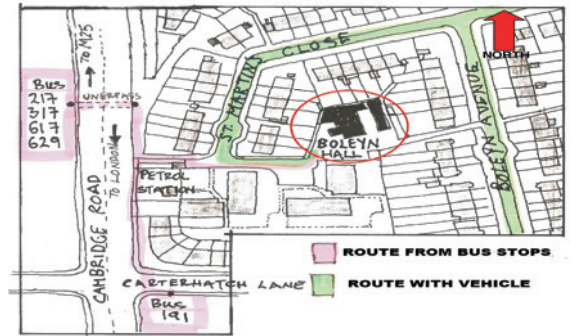 BUS
217
317
617
629
TO M25
UNERPASS
TO LONDON
CAMBRIDGE ROAD
PETROL
STATION
ST. MARTINS CLOSE
BOLEYN
HALL
BOLEYN AVENUE
NORTH
CARTERHATCH LANE
BUS
191
ROUTE FROM BUS STOPS
ROUTE WITH VEHICLE